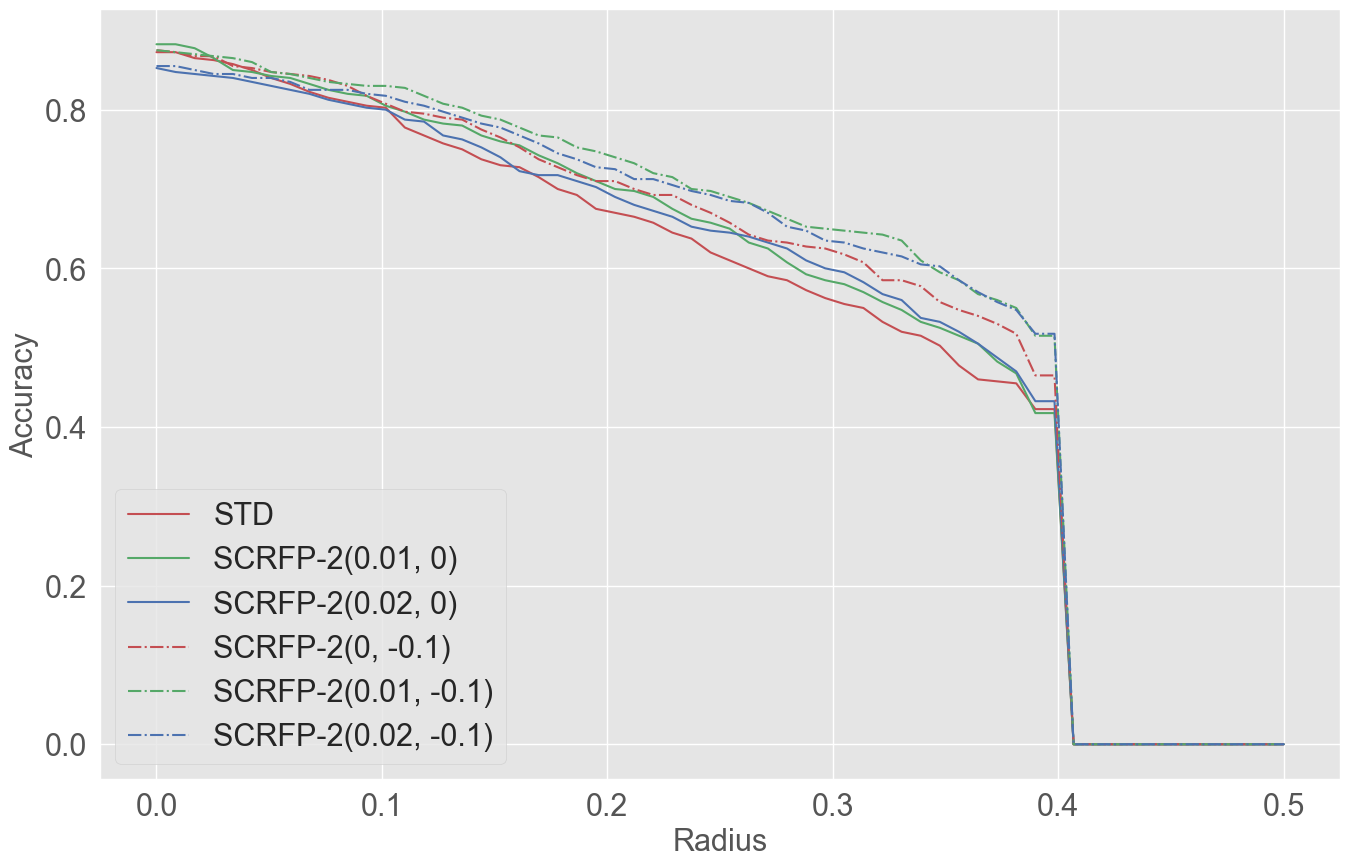 Accuracy
0.8
0.6
0.4
0.2
0.0
STD
SCRFP-2(0.01, 0)
SCRFP-2(0.02, 0)
SCRFP-2(0, -0.1)
SCRFP-2(0.01, -0.1)
SCRFP-2(0.02, -0.1)
0.0 0.1 0.2 0.3 0.4 0.5
Radius